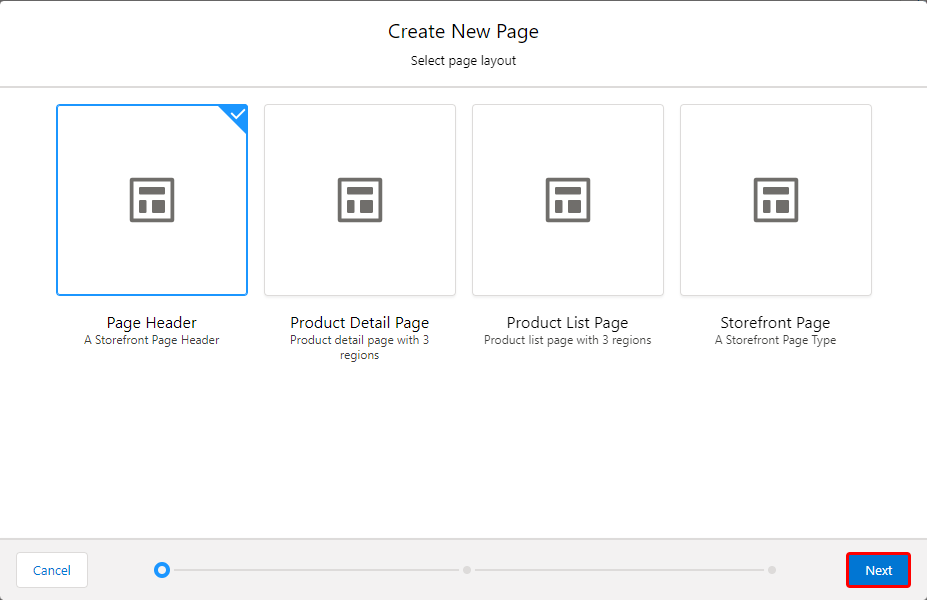 Create New Page
Select page layout
Page Header
A Storefront Page Header
Product Detail Page
Product detail page with 3
regions
Product List Page
Product list page with 3 regions
Storefront Page
A Storefront Page Type
Cancel
Next